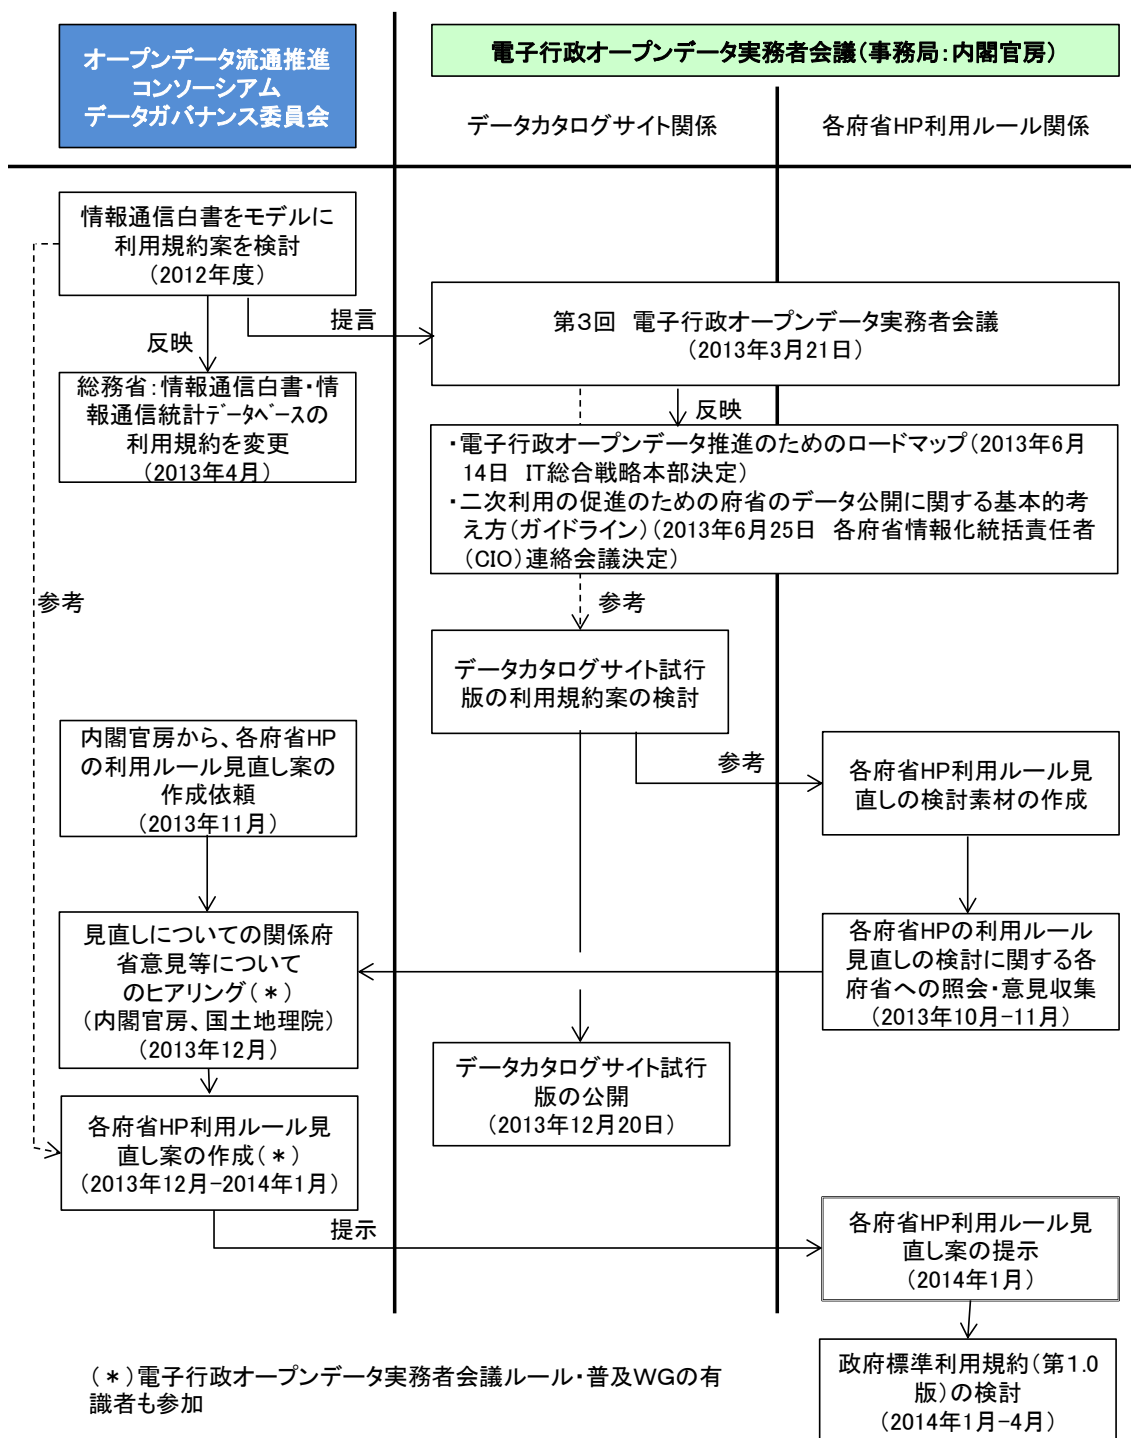 オープンデータ流通推進
コンソーシアム
データガバナンス委員会
電子行政オープンデータ実務者会議（事務局：内閣官房）
データカタログサイト関係
各府省HP利用ルール関係
情報通信白書をモデルに
利用規約案を検討
（2012年度）
提言
第３回　電子行政オープンデータ実務者会議
（2013年3月21日）
反映
総務省：情報通信白書・情
報通信統計ﾃﾞｰﾀﾍﾞｰｽの
利用規約を変更
（2013年4月）
反映
・電子行政オープンデータ推進のためのロードマップ（2013年6月
14日　IT総合戦略本部決定）
・二次利用の促進のための府省のデータ公開に関する基本的考
え方（ガイドライン）（2013年6月25日　各府省情報化統括責任者
（CIO）連絡会議決定）
参考
参考
データカタログサイト試行
版の利用規約案の検討
内閣官房から、各府省HP
の利用ルール見直し案の
作成依頼
（2013年11月）
参考
各府省HP利用ルール見
直しの検討素材の作成
見直しについての関係府
省意見等について
のヒアリング（＊）
（内閣官房、国土地理院）
（2013年12月）
各府省HPの利用ルール
見直しの検討に関する各
府省への照会・意見収集
（2013年10月-11月）
データカタログサイト試行
版の公開
（2013年12月20日）
各府省HP利用ルール見
直し案の作成（＊）
（2013年12月-2014年1月）
提示
各府省HP利用ルール見
直し案の提示
（2014年1月）
政府標準利用規約（第１.０
版）の検討
（2014年1月-4月）
（＊）電子行政オープンデータ実務者会議ルール・普及WGの有
識者も参加